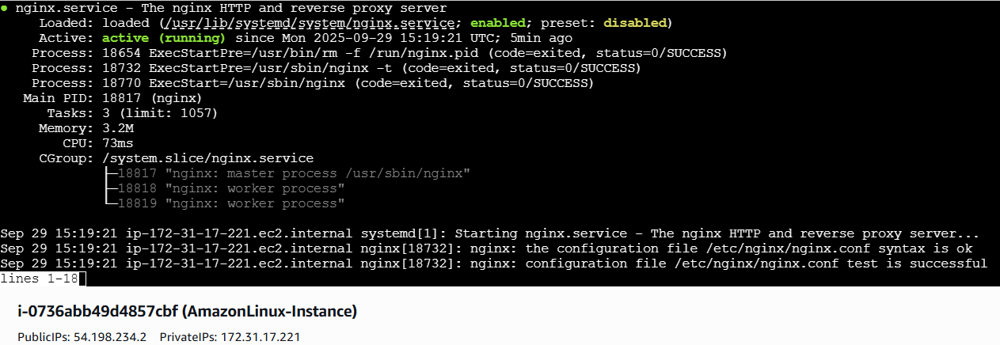 ● nginx.service - The nginx HTTP and reverse proxy server
Loaded: loaded (/usr/lib/systemd/system/nginx.service; enabled; preset: disabled)
Active: active (running) since Mon 2025-09-29 15:19:21 UTC; 5min ago
Process: 18654 ExecStartPre=/usr/bin/rm -f /run/nginx.pid (code=exited, status=0/SUCCESS)
Process: 18732 ExecStartPre=/usr/sbin/nginx -t (code=exited, status=0/SUCCESS)
Process: 18770 ExecStart=/usr/sbin/nginx (code=exited, status=0/SUCCESS)
Main PID: 18817 (nginx)
Tasks: 3 (limit: 1057)
Memory: 3.2M
CPU: 73ms
CGroup: /system.slice/nginx.service
├─18817 "nginx: master process /usr/sbin/nginx"
├─18818 "nginx: worker process"
└─18819 "nginx: worker process"
Sep 29 15:19:21 ip-172-31-17-221.ec2.internal systemd[1]: Starting nginx.service - The nginx HTTP and reverse proxy server...
Sep 29 15:19:21 ip-172-31-17-221.ec2.internal nginx[18732]: nginx: the configuration file /etc/nginx/nginx.conf syntax is ok
Sep 29 15:19:21 ip-172-31-17-221.ec2.internal nginx[18732]: nginx: configuration file /etc/nginx/nginx.conf test is successful
lines 1-18
i-0736abb49d4857cbf (AmazonLinux-Instance)
PublicIPs: 54.198.234.2 PrivateIPs: 172.31.17.221